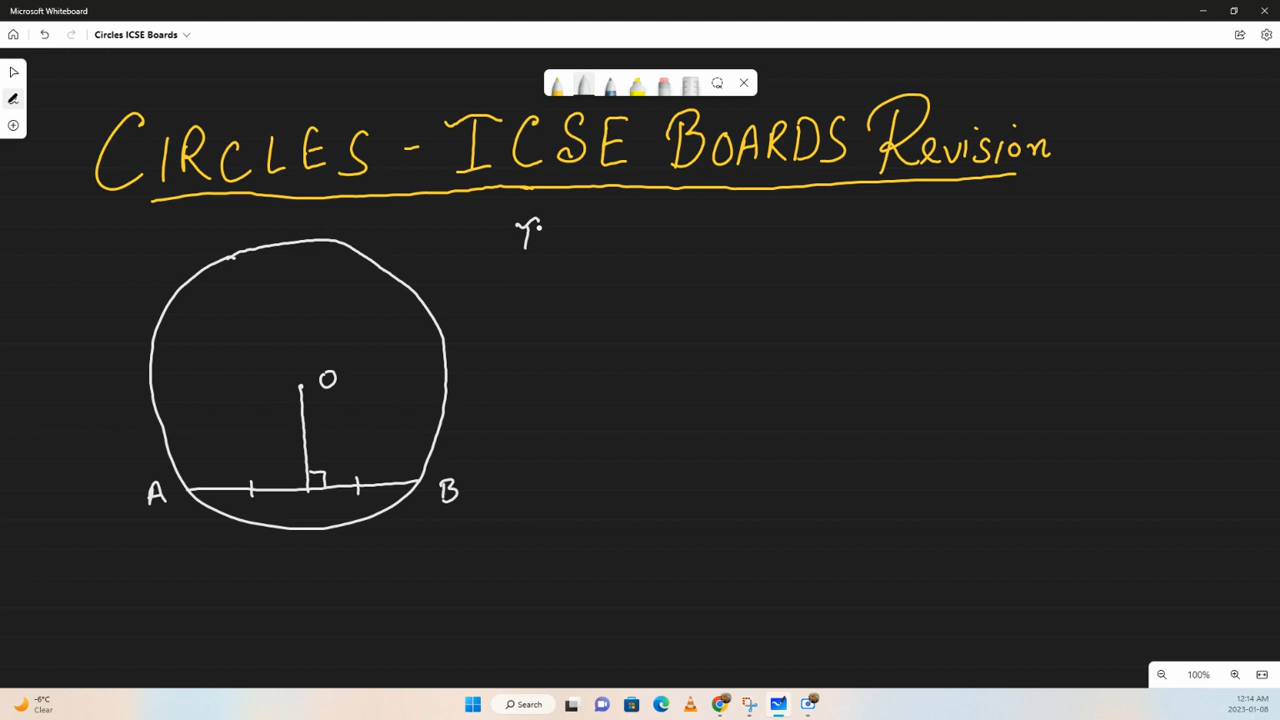 Microsoft Whiteboard
Circles ICSE Boards
CIRCLES - ICSE BOARDS Revision
O
A
B
100%
-6°C
Clear
Search
12:14 AM
2023-01-08